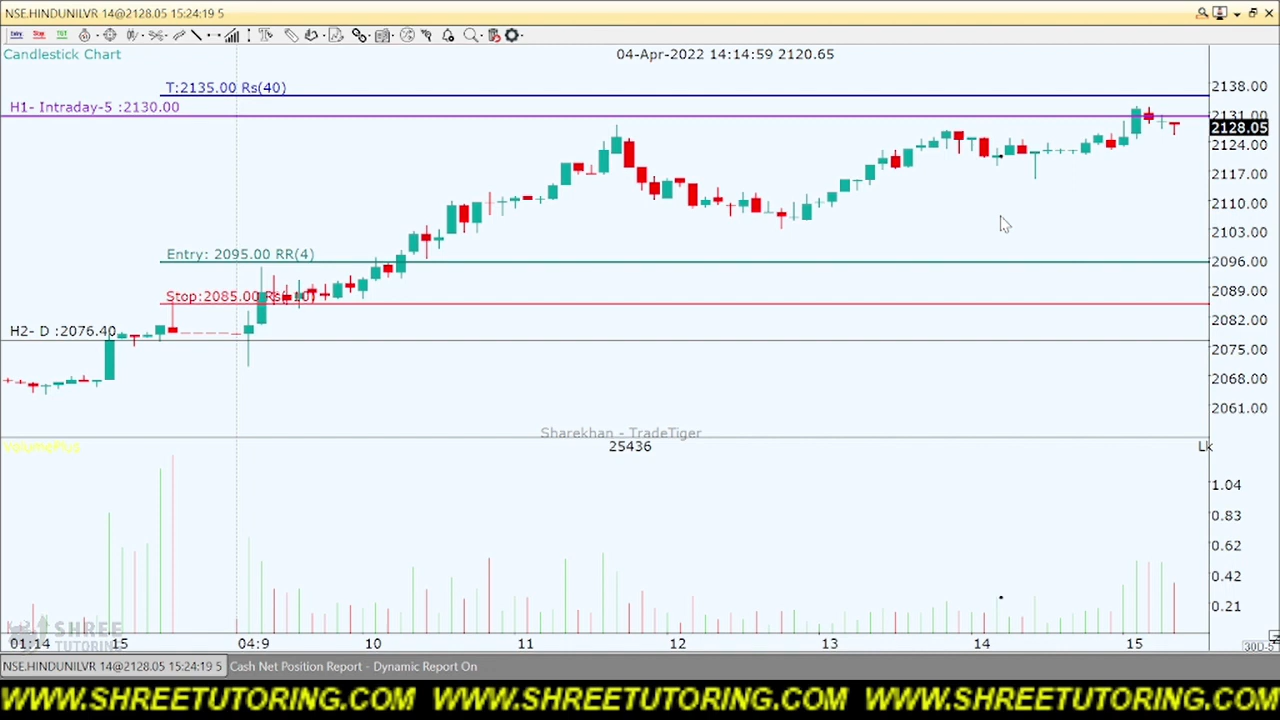 NSE.HINDUNILVR 14@2128.05 15:24:19 5
Candlestick Chart
04-Apr-2022 14:14:59 2120.65
T:2135.00 Rs(40)
H1- Intraday-5 :2130.00
Entry: 2095.00 RR(4)
Stop:2085.00
H2- D :2076.40
2138.00
2131.00
2128.05
2124.00
2117.00
2110.00
2103.00
2096.00
2089.00
2082.00
2075.00
2068.00
2061.00
Sharekhan - TradeTiger
VolumePlus
25436
Lk
1.04
0.83
0.62
0.42
0.21
SHREE
TUTORING
01:14 15 04:9 10 11 12 13 14 15
30D-5
NSE.HINDUNILVR 14@2128.05 15:24:19 5 Cash Net Position Report - Dynamic Report On
WWW.SHREETUTORING.COM WWW.SHREETUTORING.COM WWW.SHREETUTORING.COM